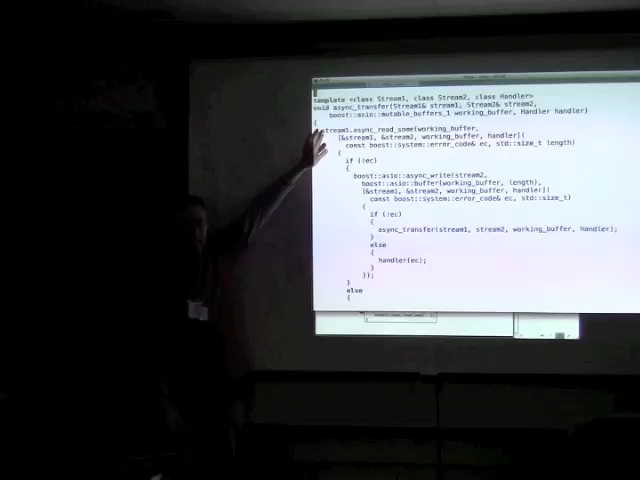 template <class Stream1, class Stream2, class Handler>
void async_transfer(Stream1& stream1, Stream2& stream2,
boost::asio::mutable_buffers_1 working_buffer, Handler handler)
{
stream1.async_read_some(working_buffer,
[&stream1, &stream2, working_buffer, handler](
const boost::system::error_code& ec, std::size_t length)
{
if (!ec)
{
boost::asio::async_write(stream2,
boost::asio::buffer(working_buffer, length),
[&stream1, &stream2, working_buffer, handler](
const boost::system::error_code& ec, std::size_t)
{
if (!ec)
{
async_transfer(stream1, stream2, working_buffer, handler);
}
else
{
handler(ec);
}
});
}
else
{